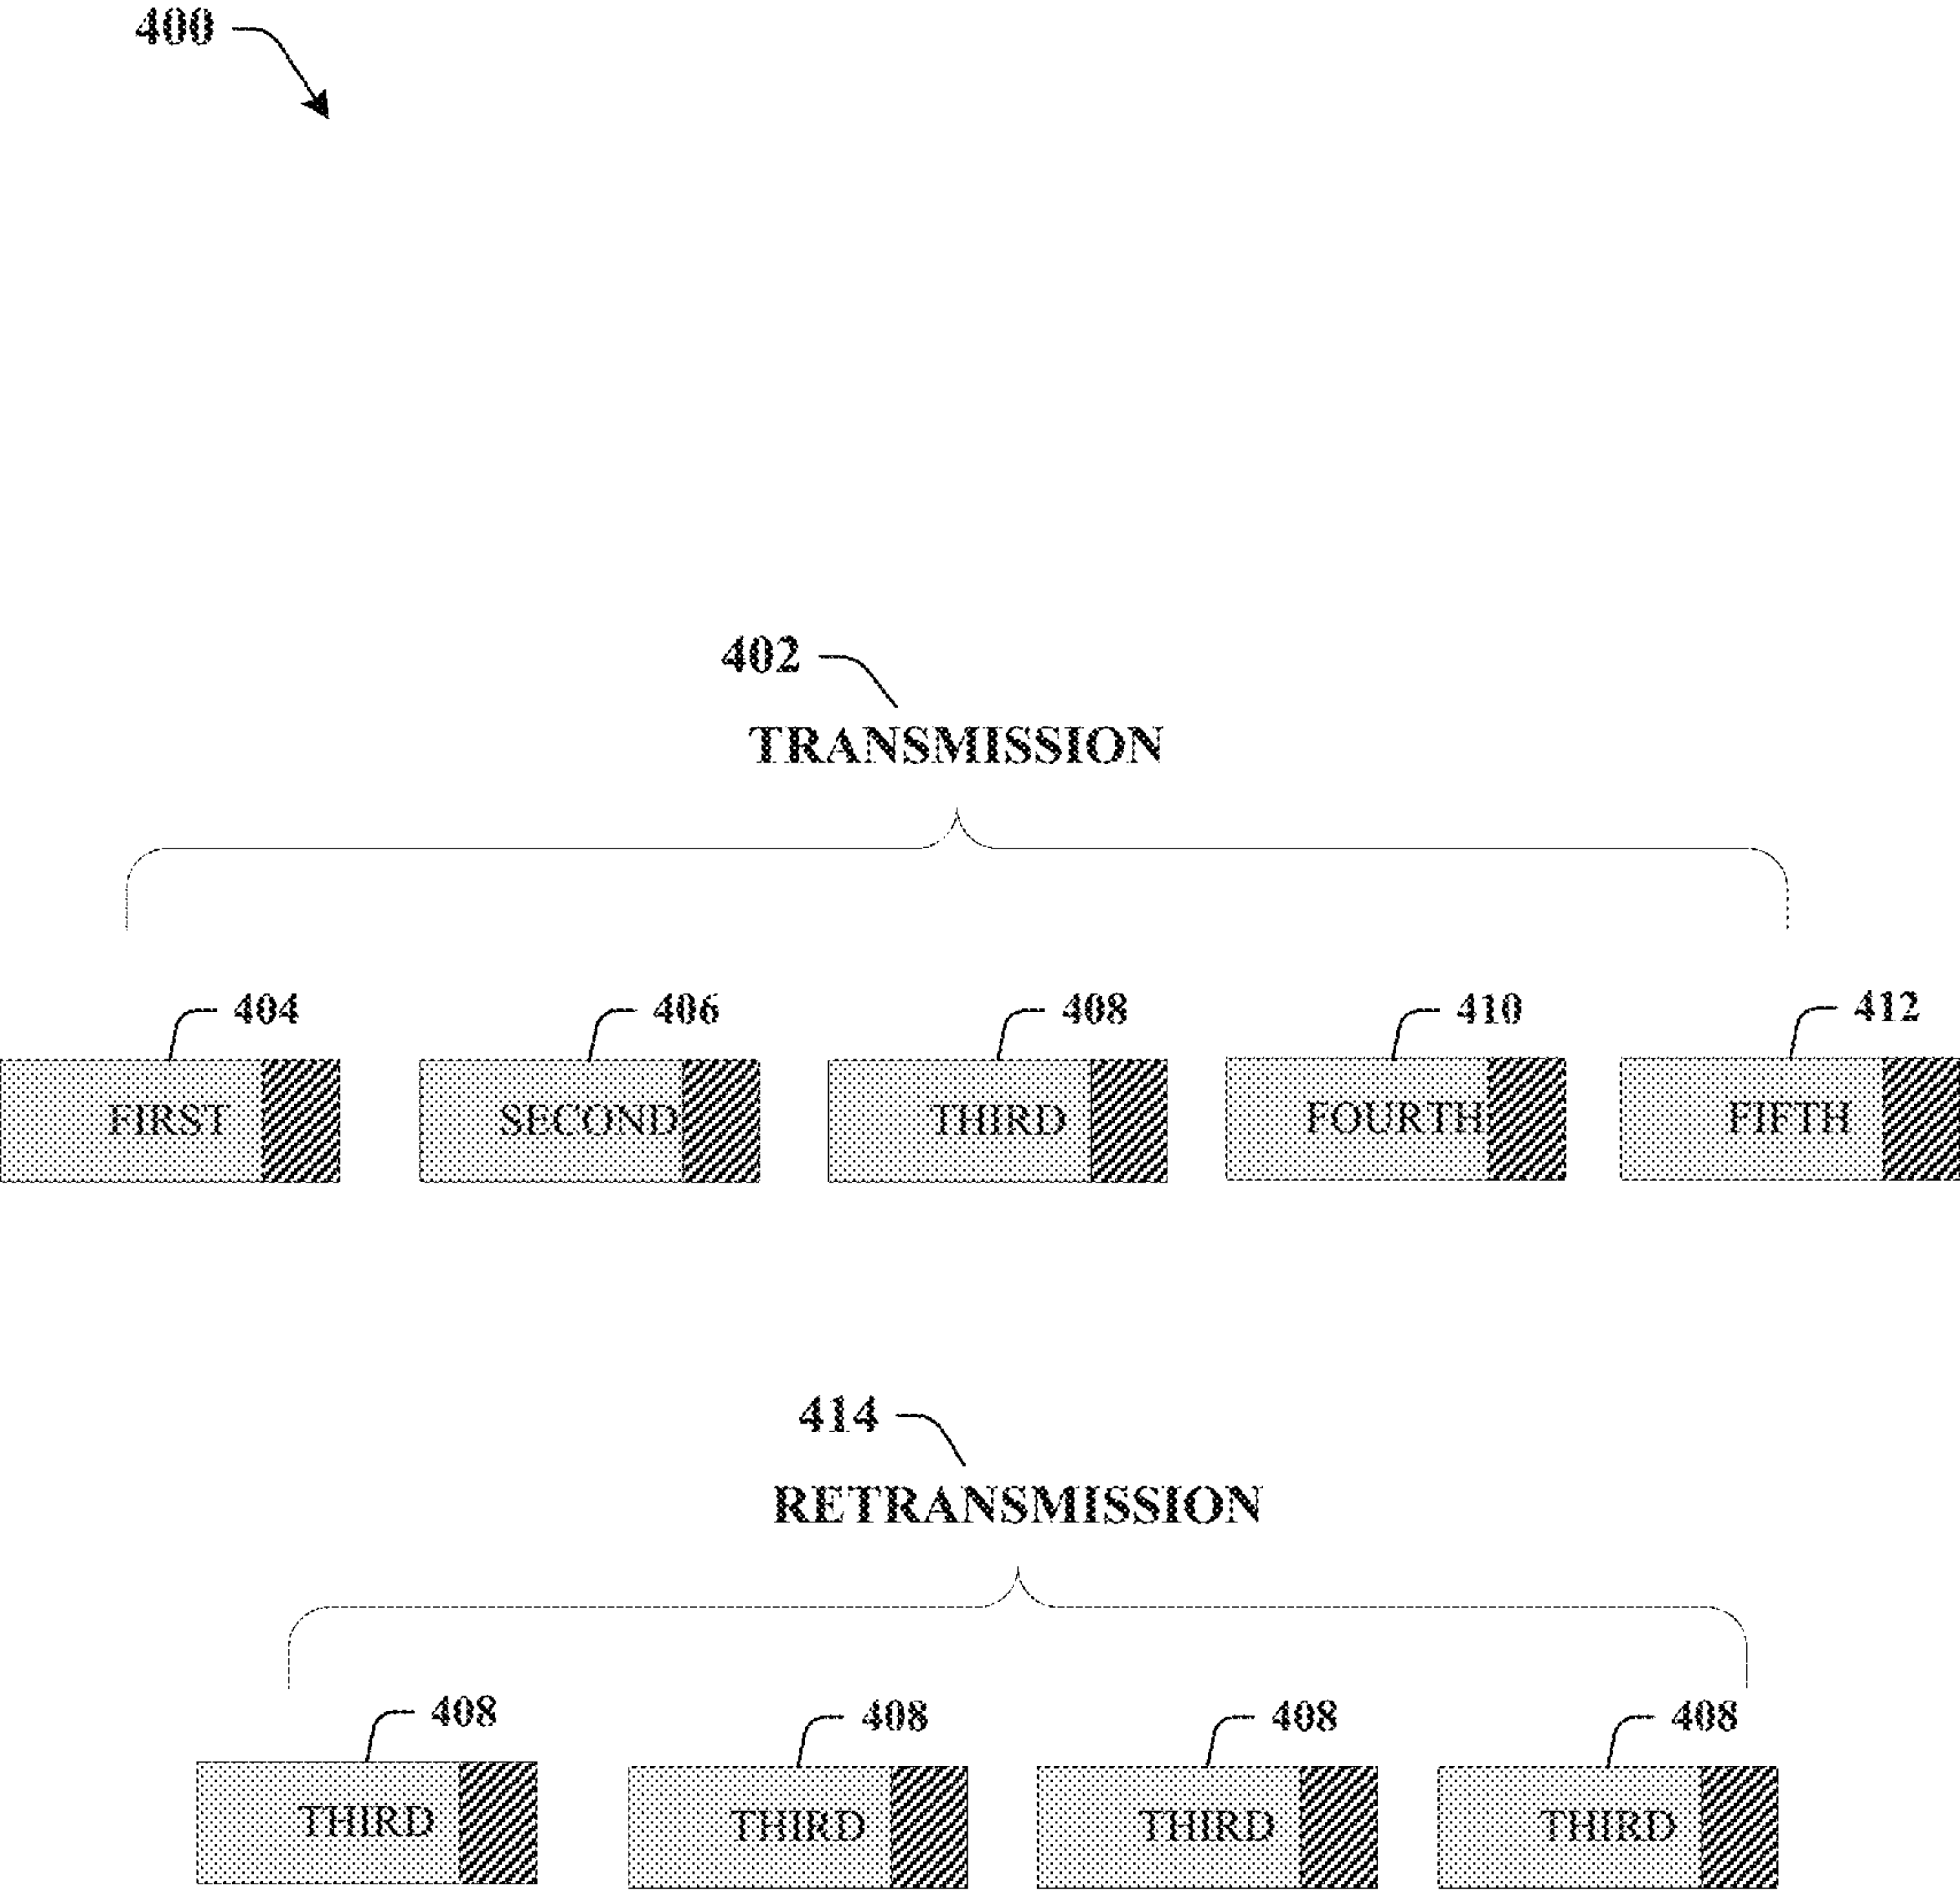 400
402
TRANSMISSION
404 406 408 410 412
FIRST SECOND THIRD FOURTH FIFTH
414
RETRANSMISSION
408 408 408 408
THIRD THIRD THIRD THIRD